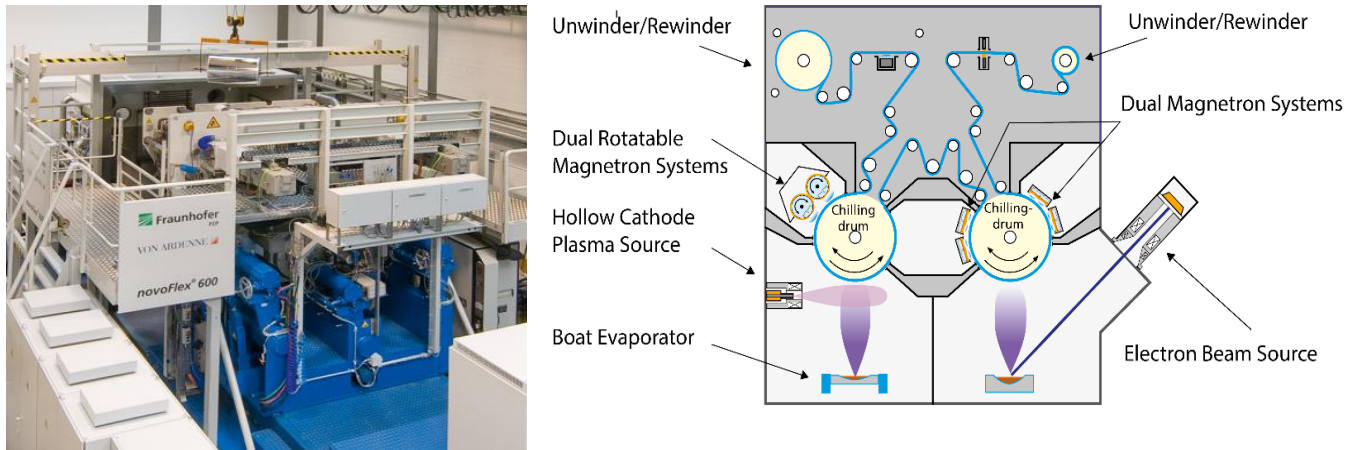 Fraunhofer
FEP
VON ARDENNE
novoFlex® 600
Unwinder/Rewinder
Unwinder/Rewinder
Dual Magnetron Systems
Dual Rotatable
Magnetron Systems
Hollow Cathode
Plasma Source
Chilling
drum
Chilling-
drum
Boat Evaporator
Electron Beam Source